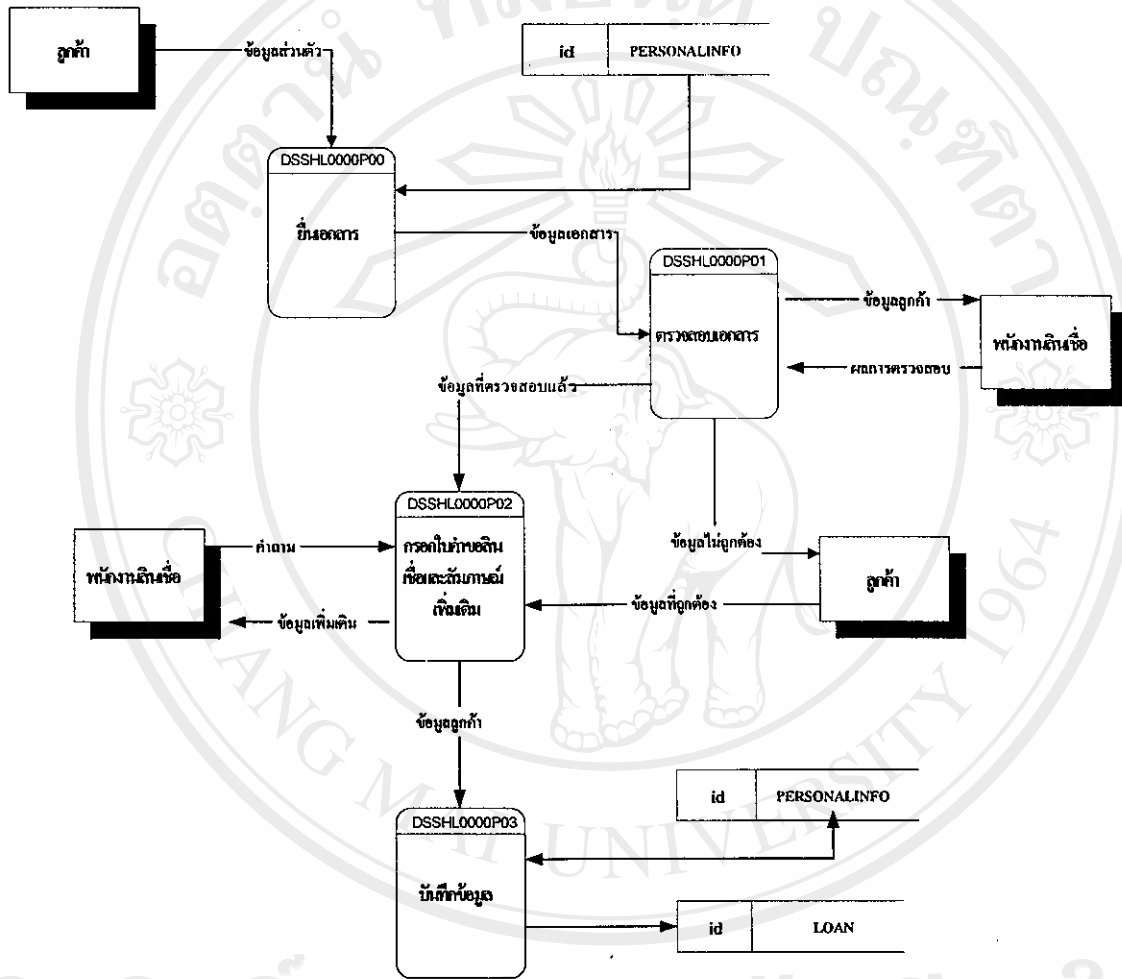 ลูกค้า
ข้อมูลส่วนตัว
id PERSONALINFO
DSSHL0000P00
ยื่นเอกสาร
ข้อมูลเอกสาร
DSSHL0000P01
ตรวจสอบเอกสาร
ข้อมูลลูกค้า
พนักงานสินเชื่อ
ผลการตรวจสอบ
ข้อมูลที่ตรวจสอบแล้ว
DSSHL0000P02
กรอกใบคำขอสิน
เชื่อและสัมภาษณ์
เพิ่มเติม
คำถาม
พนักงานสินเชื่อ
ข้อมูลเพิ่มเติม
ข้อมูลไม่ถูกต้อง
ลูกค้า
ข้อมูลที่ถูกต้อง
ข้อมูลลูกค้า
id PERSONALINFO
DSSHL0000P03
บันทึกข้อมูล
id LOAN
CHIANG MAI UNIVERSITY 1964